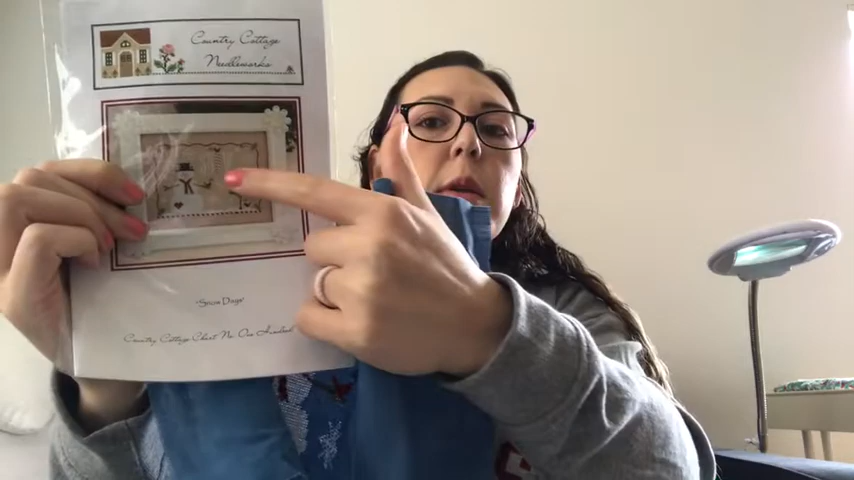 Country Cottage
Needleworks
"Snow Days"
Country Cottage Chart No. One Hundred